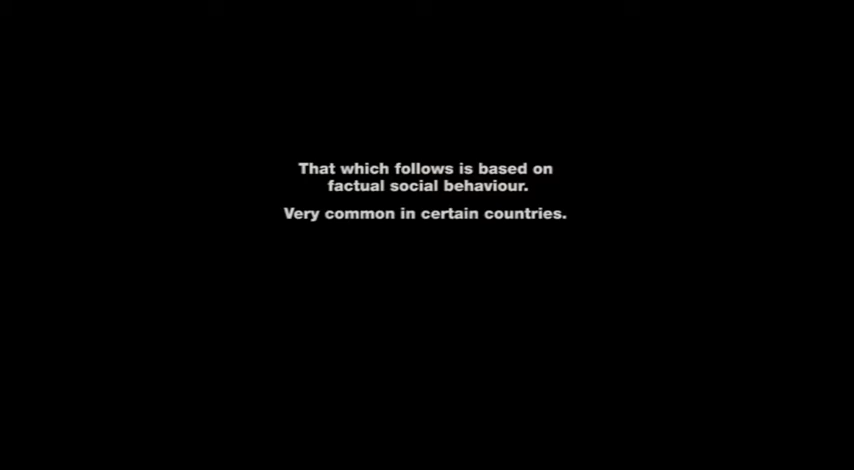 That which follows is based on
factual social behaviour.
Very common in certain countries.